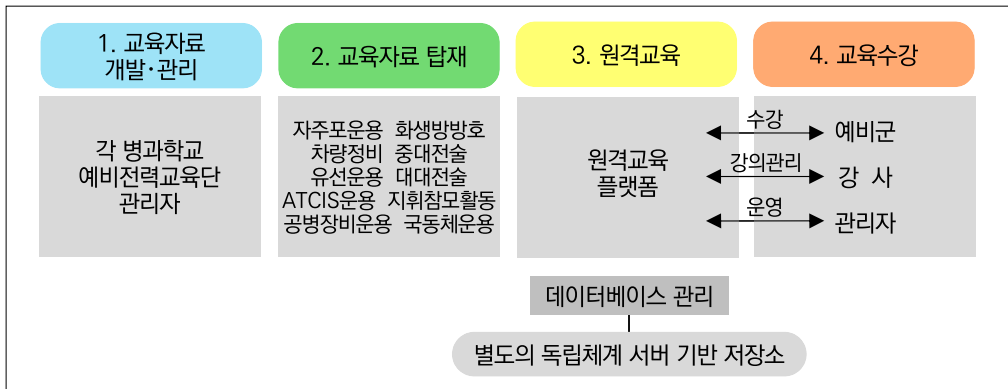 1. 교육자료
개발·관리
2. 교육자료 탑재
3. 원격교육
4. 교육수강
각 병과학교
예비전력교육단
관리자
자주포운용 화생방방호
차량정비 중대전술
유선운용 대대전술
ATCIS운용 지휘참모활동
공병장비운용 국동체운용
원격교육
플랫폼
수강
예비군
강의관리
강 사
운영
관리자
데이터베이스 관리
별도의 독립체계 서버 기반 저장소